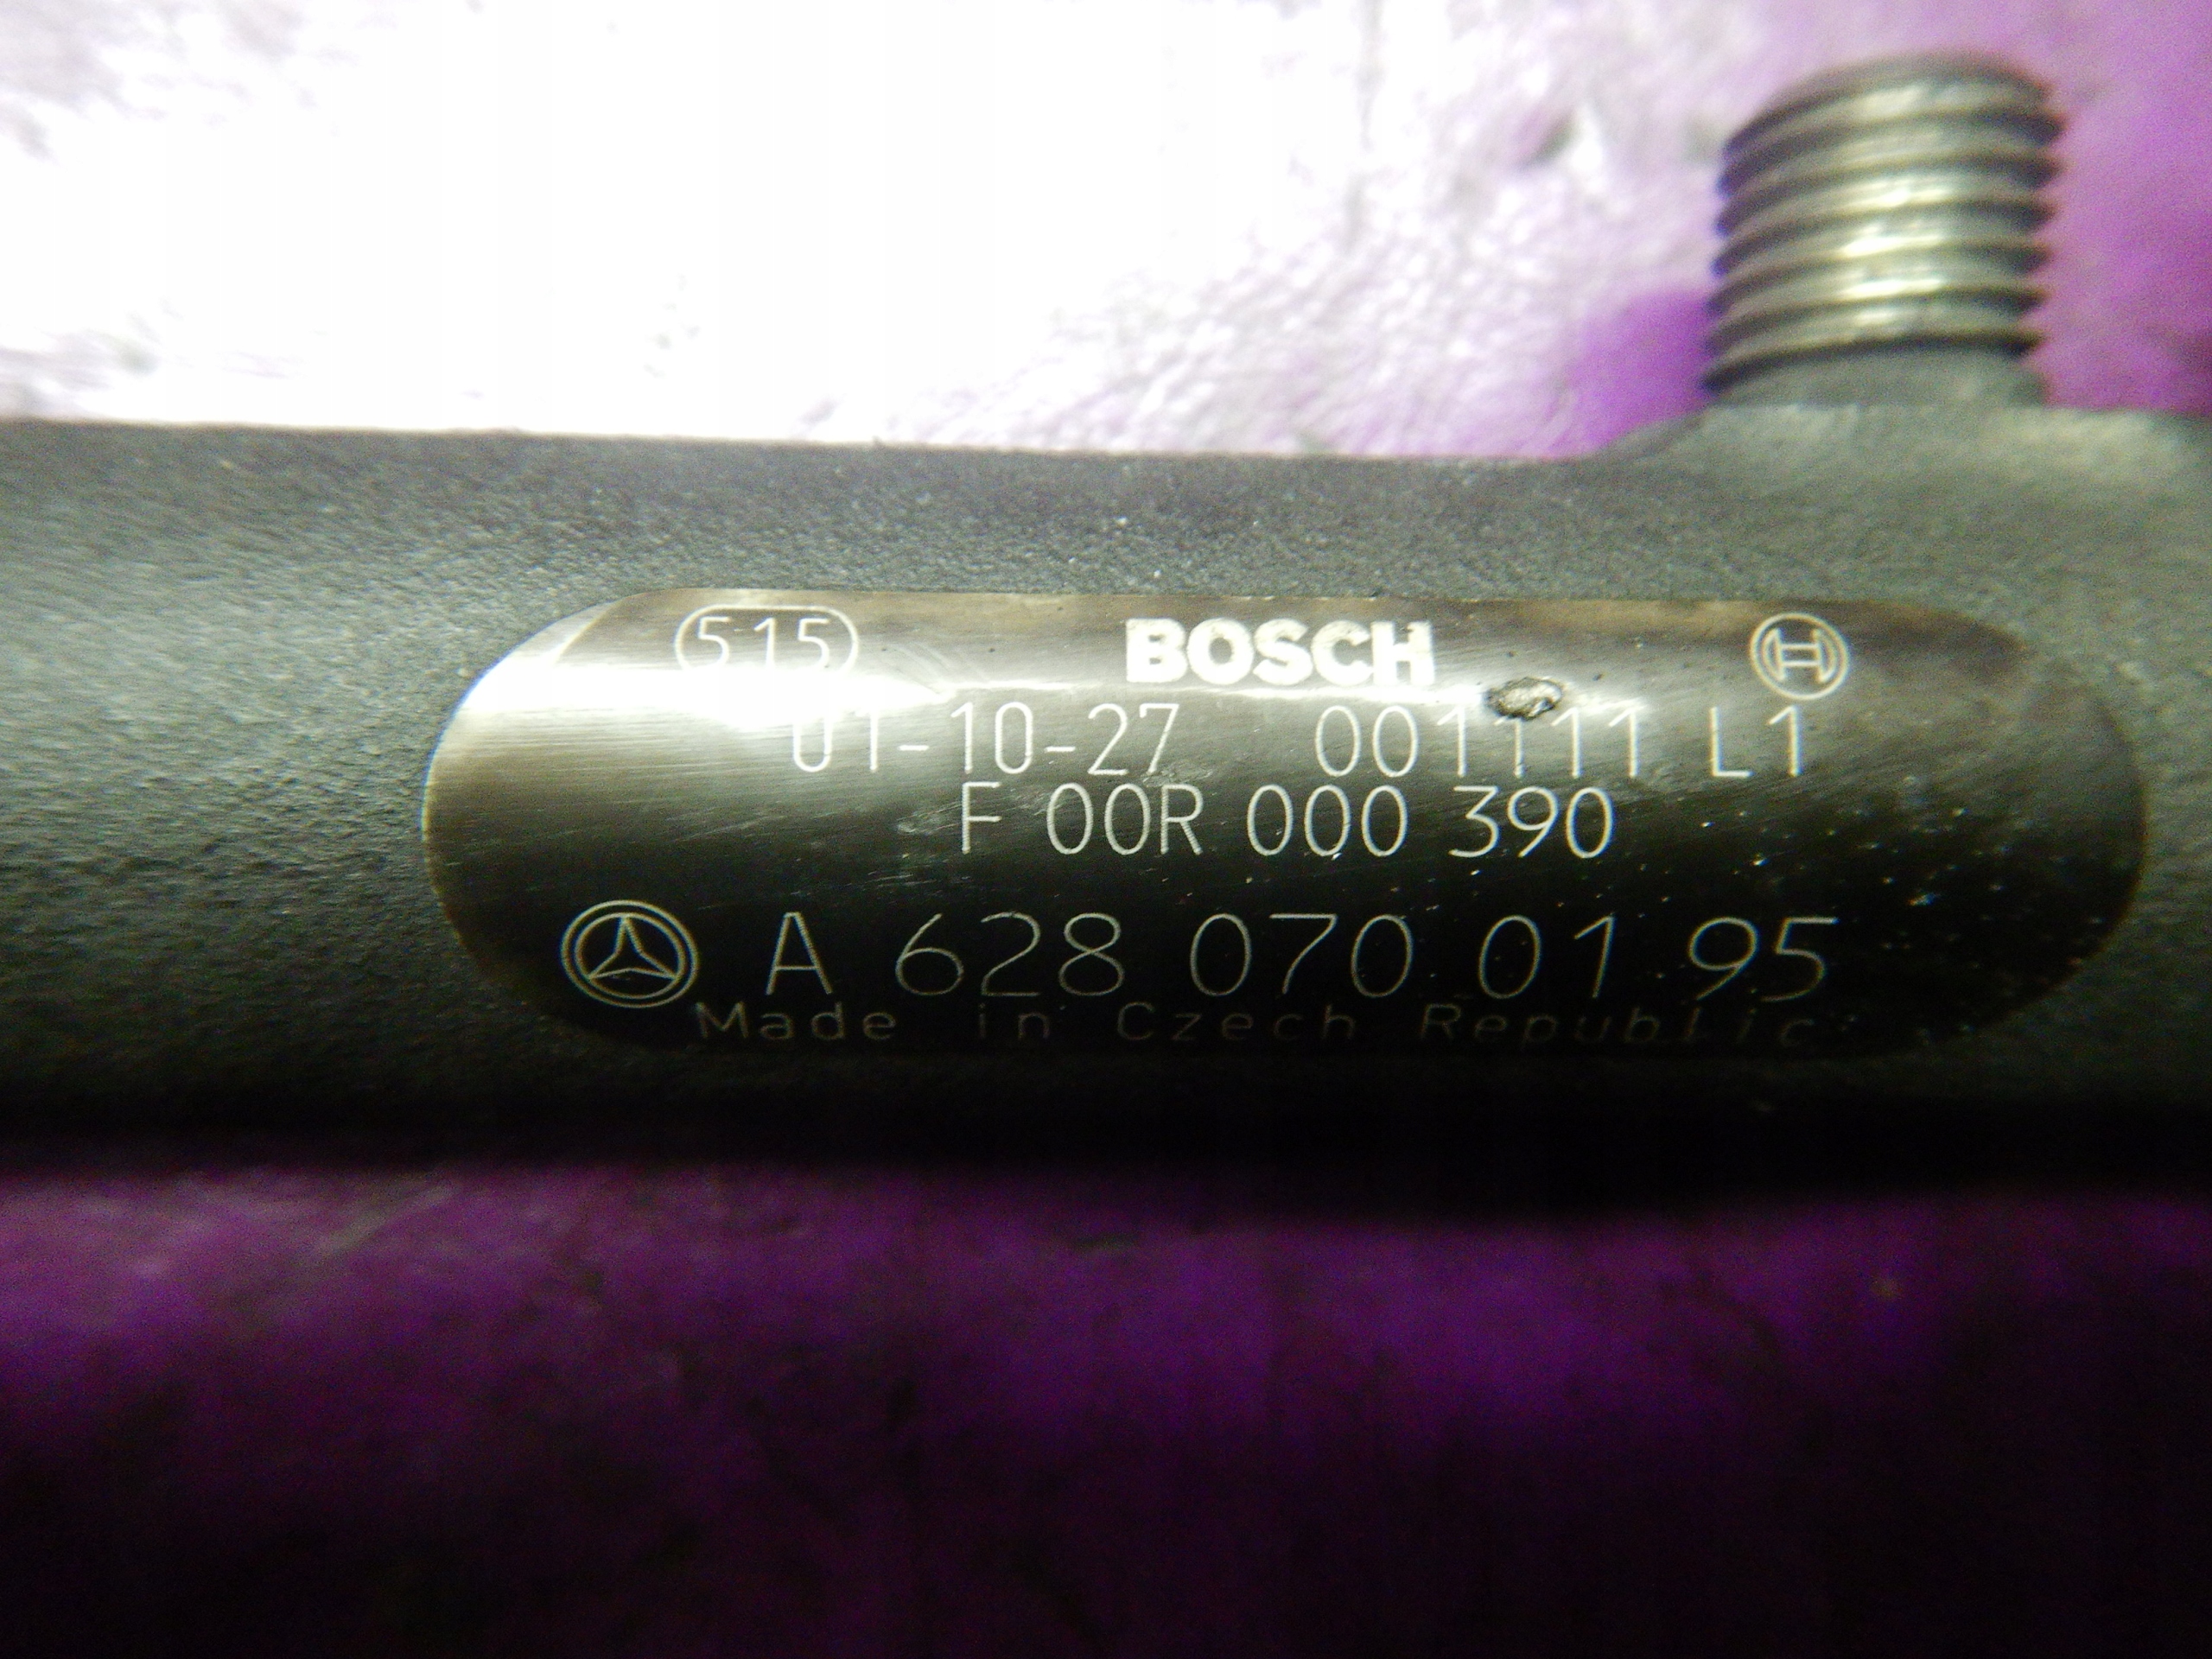 515 BOSCH
01-10-27 001111 L1
F 00R 000 390
A 628 070 01 95
Made in Czech Republic